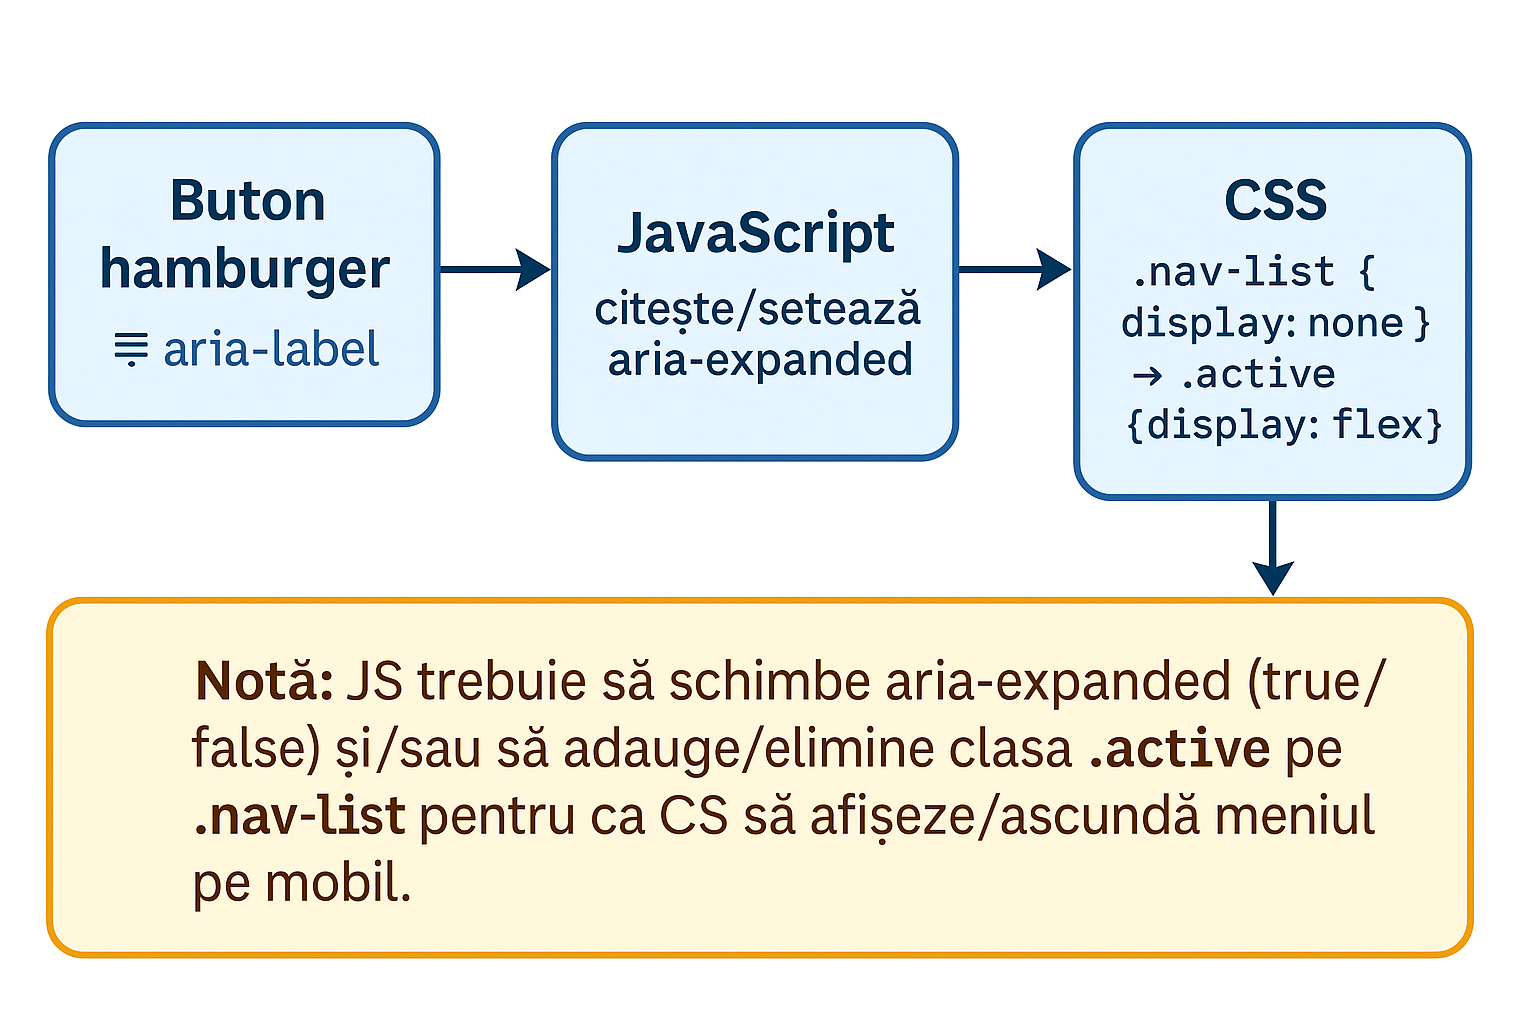 Buton
hamburger
aria-label
JavaScript
citește/setează
aria-expanded
CSS
.nav-list {
display: none }
→ .active
{display: flex}
Notă: JS trebuie să schimbe aria-expanded (true/
false) și/sau să adauge/elimine clasa .active pe
.nav-list pentru ca CS să afișeze/ascundă meniul
pe mobil.